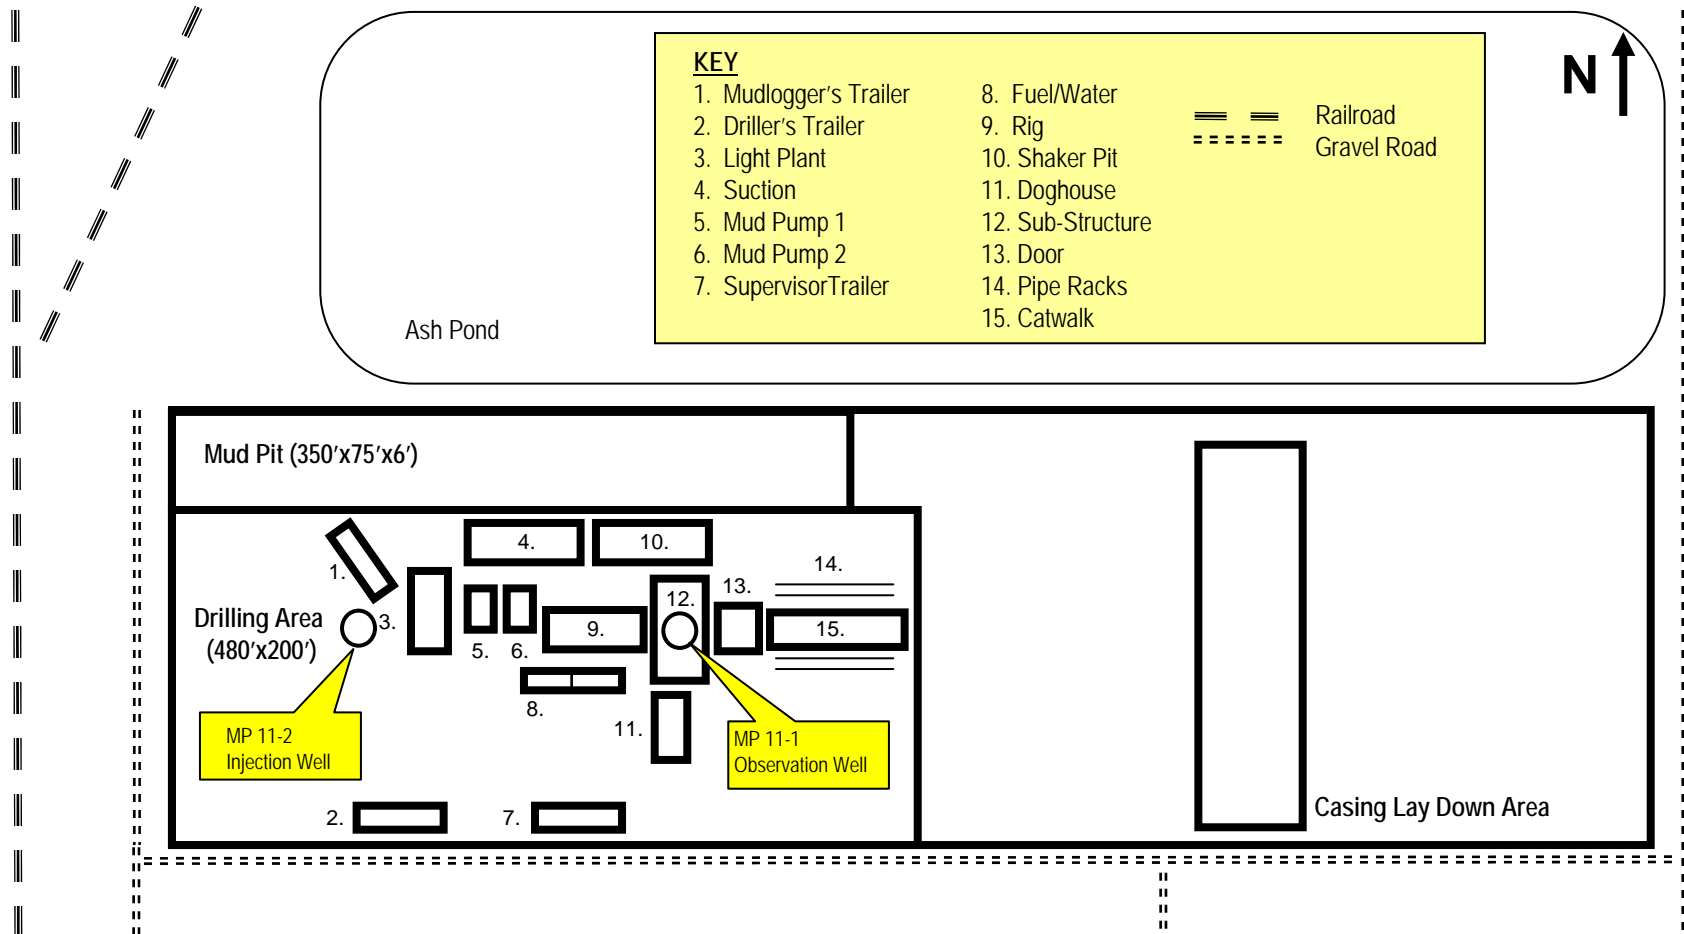 KEY
1. Mudlogger's Trailer
2. Driller's Trailer
3. Light Plant
4. Suction
5. Mud Pump 1
6. Mud Pump 2
7. SupervisorTrailer
8. Fuel/Water
9. Rig
10. Shaker Pit
11. Doghouse
12. Sub-Structure
13. Door
14. Pipe Racks
15. Catwalk
Railroad
Gravel Road
N
Ash Pond
Mud Pit (350'x75'x6')
4.
10.
1.
14.
13.
12.
Drilling Area
(480'x200')
3.
9.
15.
5.
6.
8.
11.
MP 11-2
Injection Well
MP 11-1
Observation Well
2.
7.
Casing Lay Down Area